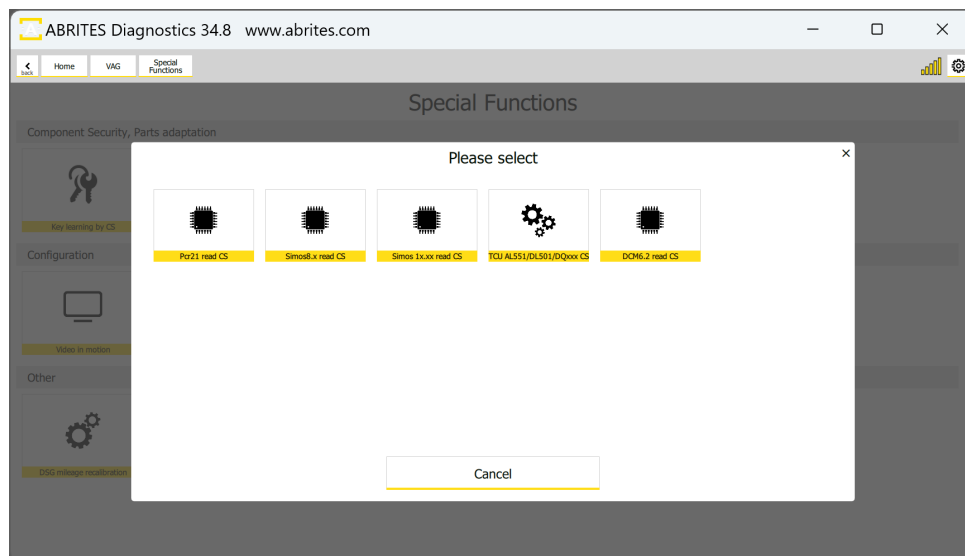 ABRITES Diagnostics 34.8 www.abrites.com
back
Home
VAG
Special
Functions
Special Functions
Component Security, Parts adaptation
Key learning by CS
Configuration
Video in motion
Other
DSG mileage recalibration
Please select
Pcr21 read CS
Simos8.x read CS
Simos 1x.xx read CS
TCU AL551/DL501/DQxxx CS
DCM6.2 read CS
Cancel